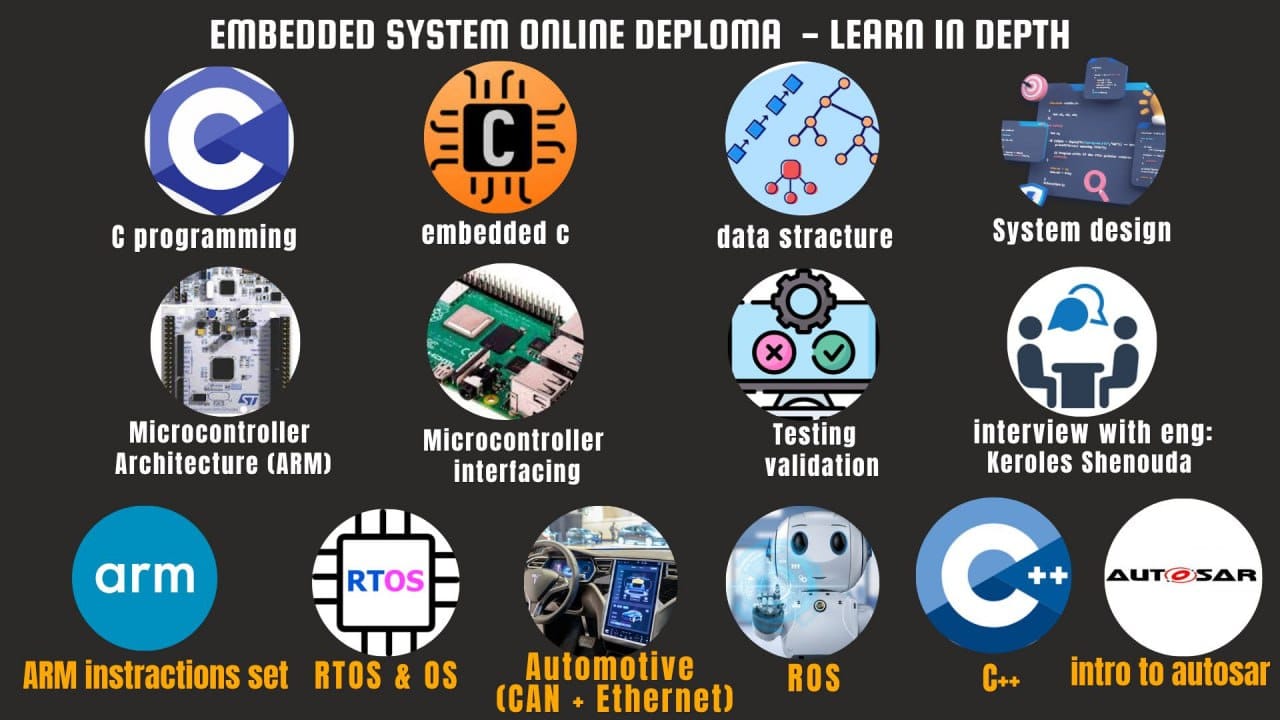 EMBEDDED SYSTEM ONLINE DEPLOMA – LEARN IN DEPTH
C
C programming
C
embedded c
data stracture
System design
ST
Microcontroller
Architecture (ARM)
HDMI
Microcontroller
interfacing
Testing
validation
interview with eng:
Keroles Shenouda
arm
ARM instractions set
RTOS
RTOS & OS
Automotive
(CAN + Ethernet)
ROS
C++
C++
AUTOSAR
intro to autosar